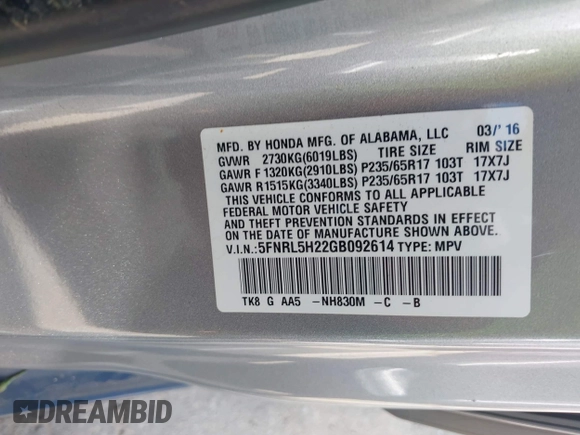 MFD. BY HONDA MFG. OF ALABAMA, LLC 03/'16
GVWR 2730KG(6019LBS) TIRE SIZE RIM SIZE
GAWR F 1320KG(2910LBS) P235/65R17 103T 17X7J
GAWR R1515KG(3340LBS) P235/65R17 103T 17X7J
THIS VEHICLE CONFORMS TO ALL APPLICABLE
FEDERAL MOTOR VEHICLE SAFETY
AND THEFT PREVENTION STANDARDS IN EFFECT
ON THE DATE OF MANUFACTURE SHOWN ABOVE.
V.I.N.:5FNRL5H22GB092614 TYPE: MPV
TK8 G AA5 -NH830M -C -B
DREAMBID